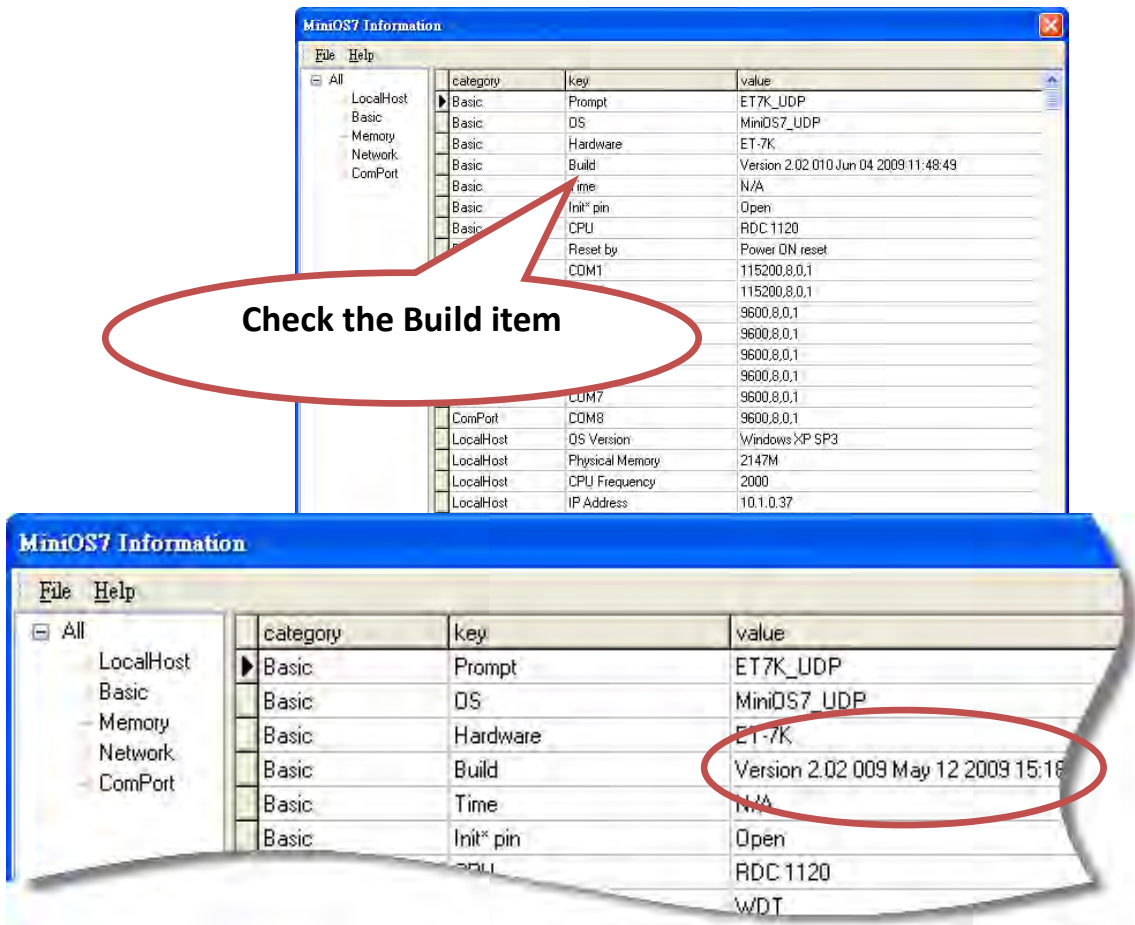 MiniOS7 Information
File Help
All
LocalHost
Basic
Memory
Network
ComPort
category key value
Basic Prompt ET7K_UDP
Basic OS MiniOS7_UDP
Basic Hardware ET-7K
Basic Build Version 2.02 010 Jun 04 2009 11:48:49
Basic Time N/A
Basic Init* pin Open
Basic CPU RDC 1120
Reset by Power ON reset
COM1 115200,8,0,1
115200,8,0,1
9600,8,0,1
9600,8,0,1
9600,8,0,1
9600,8,0,1
COM7 9600,8,0,1
ComPort COM8 9600,8,0,1
LocalHost OS Version Windows XP SP3
LocalHost Physical Memory 2147M
LocalHost CPU Frequency 2000
LocalHost IP Address 10.1.0.37
Check the Build item
MiniOS7 Information
File Help
All
LocalHost
Basic
Memory
Network
ComPort
category key value
Basic Prompt ET7K_UDP
Basic OS MiniOS7_UDP
Basic Hardware ET-7K
Basic Build Version 2.02 009 May 12 2009 15:18
Basic Time N/A
Basic Init* pin Open
CPU RDC 1120
WDT